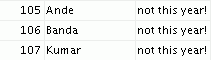 105 Ande not this year!
106 Banda not this year!
107 Kumar not this year!